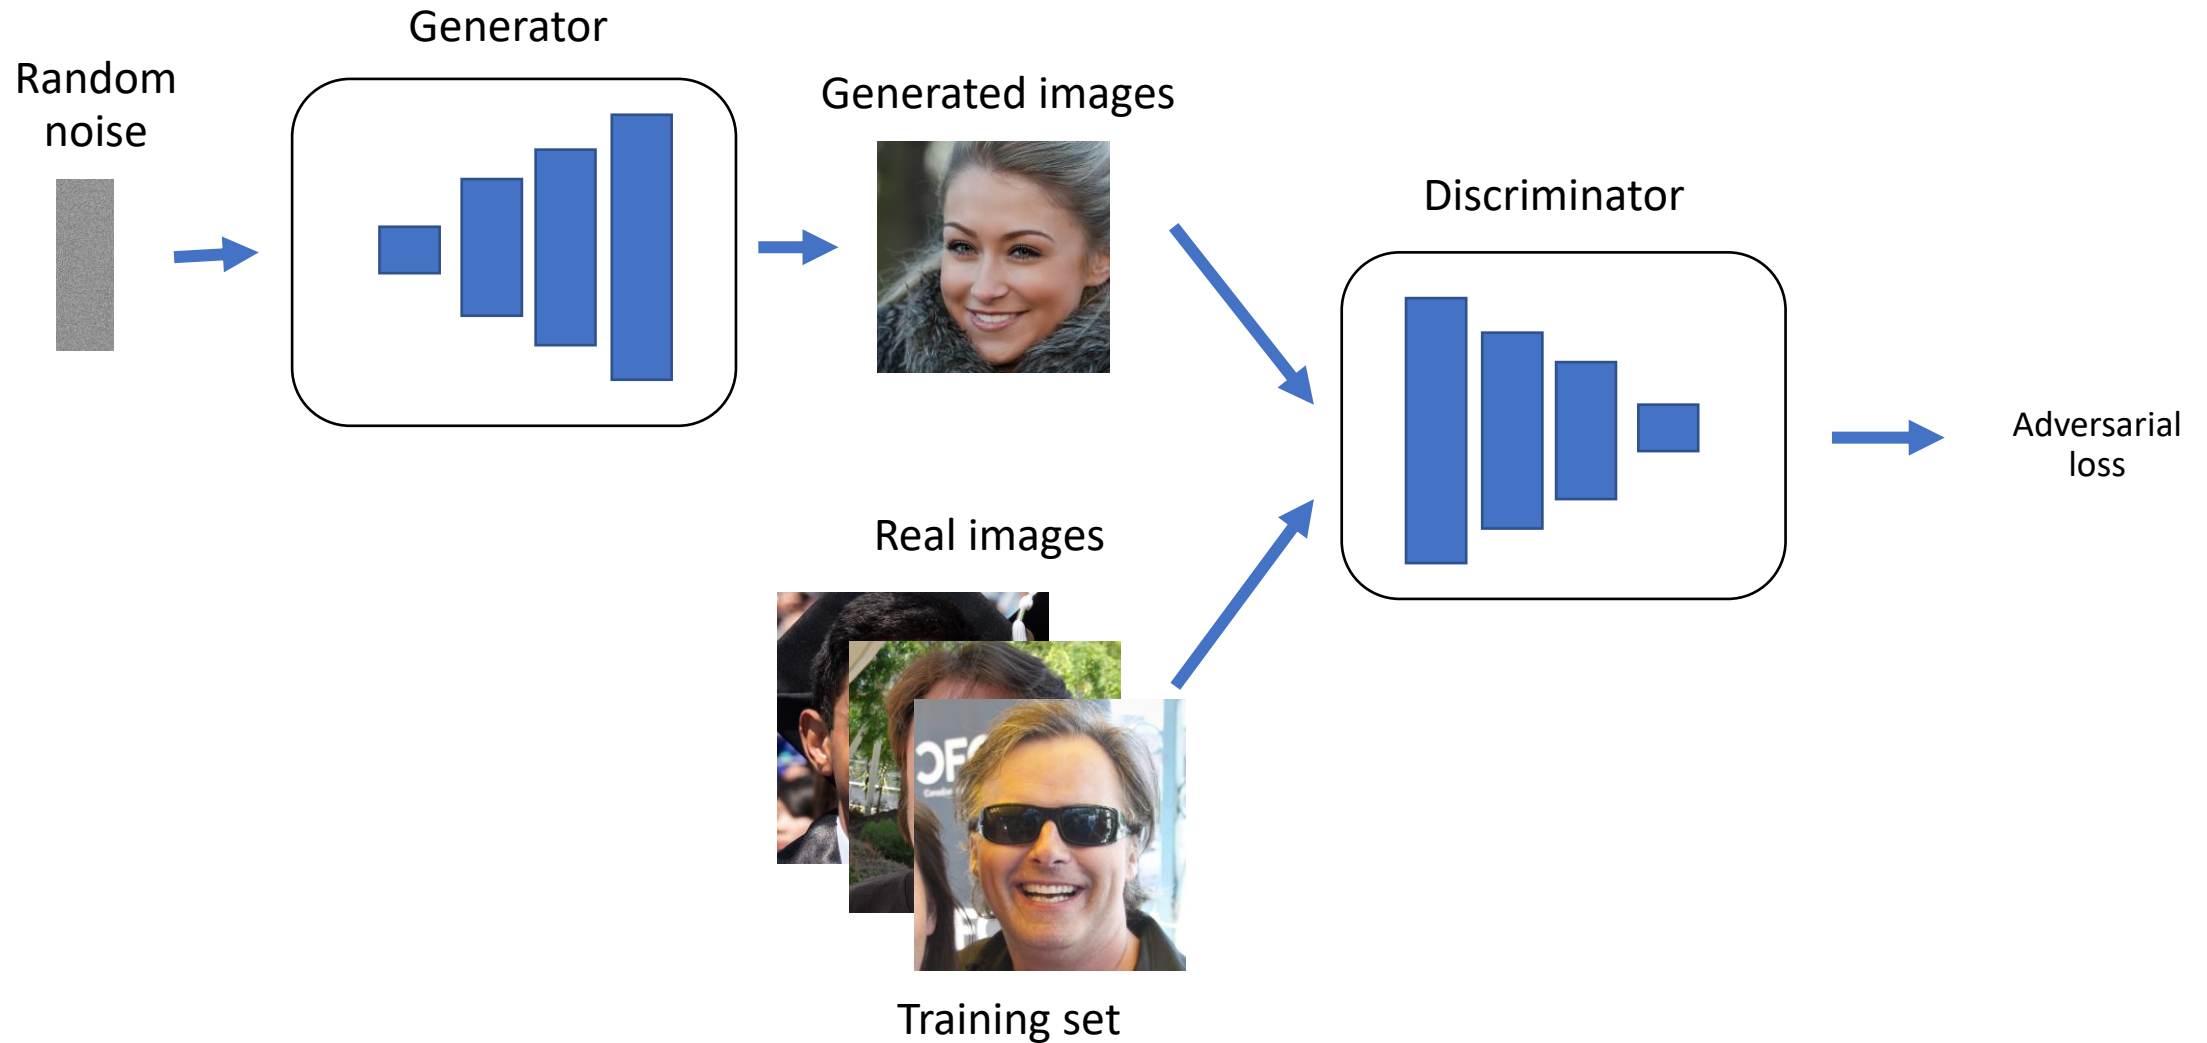 Generator
Random
noise
Generated images
Discriminator
Adversarial
loss
Real images
Training set